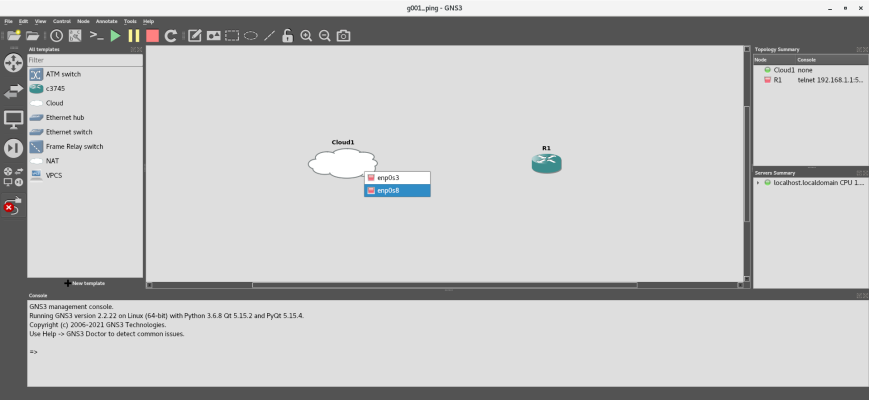 g001_ping - GNS3
File Edit View Control Node Annotate Tools Help
All templates
Filter
ATM switch
c3745
Cloud
Ethernet hub
Ethernet switch
Frame Relay switch
NAT
VPCS
New template
Cloud1
enp0s3
enp0s8
R1
Topology Summary
Node Console
Cloud1 none
R1 telnet 192.168.1.1:5...
Servers Summary
localhost.localdomain CPU 1...
Console
GNS3 management console.
Running GNS3 version 2.2.22 on Linux (64-bit) with Python 3.6.8 Qt 5.15.2 and PyQt 5.15.4.
Copyright (c) 2006-2021 GNS3 Technologies.
Use Help -> GNS3 Doctor to detect common issues.
=>